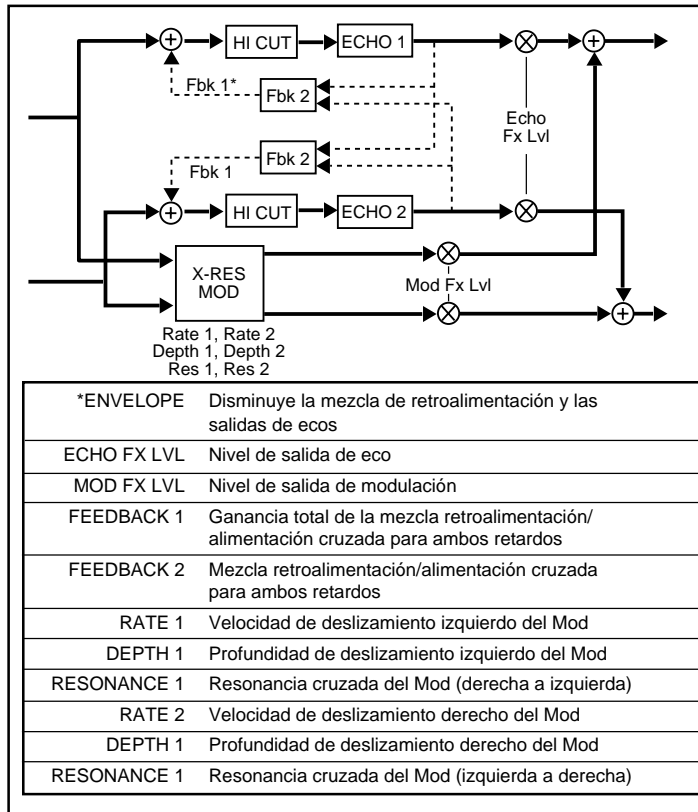 HI CUT ECHO 1
Fbk 1*
Fbk 2
Echo
Fx Lvl
Fbk 2
Fbk 1
HI CUT ECHO 2
X-RES
MOD
Mod Fx Lvl
Rate 1, Rate 2
Depth 1, Depth 2
Res 1, Res 2
*ENVELOPE Disminuye la mezcla de retroalimentación y las
salidas de ecos
ECHO FX LVL Nivel de salida de eco
MOD FX LVL Nivel de salida de modulación
FEEDBACK 1 Ganancia total de la mezcla retroalimentación/
alimentación cruzada para ambos retardos
FEEDBACK 2 Mezcla retroalimentación/alimentación cruzada
para ambos retardos
RATE 1 Velocidad de deslizamiento izquierdo del Mod
DEPTH 1 Profundidad de deslizamiento izquierdo del Mod
RESONANCE 1 Resonancia cruzada del Mod (derecha a izquierda)
RATE 2 Velocidad de deslizamiento derecho del Mod
DEPTH 1 Profundidad de deslizamiento derecho del Mod
RESONANCE 1 Resonancia cruzada del Mod (izquierda a derecha)